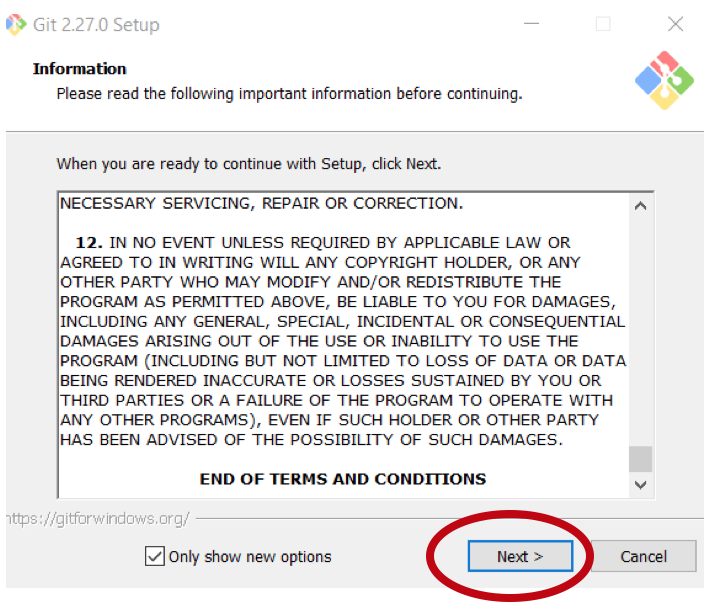 Git 2.27.0 Setup
Information
Please read the following important information before continuing.
When you are ready to continue with Setup, click Next.
NECESSARY SERVICING, REPAIR OR CORRECTION.
12. IN NO EVENT UNLESS REQUIRED BY APPLICABLE LAW OR
AGREED TO IN WRITING WILL ANY COPYRIGHT HOLDER, OR ANY
OTHER PARTY WHO MAY MODIFY AND/OR REDISTRIBUTE THE
PROGRAM AS PERMITTED ABOVE, BE LIABLE TO YOU FOR DAMAGES,
INCLUDING ANY GENERAL, SPECIAL, INCIDENTAL OR CONSEQUENTIAL
DAMAGES ARISING OUT OF THE USE OR INABILITY TO USE THE
PROGRAM (INCLUDING BUT NOT LIMITED TO LOSS OF DATA OR DATA
BEING RENDERED INACCURATE OR LOSSES SUSTAINED BY YOU OR
THIRD PARTIES OR A FAILURE OF THE PROGRAM TO OPERATE WITH
ANY OTHER PROGRAMS), EVEN IF SUCH HOLDER OR OTHER PARTY
HAS BEEN ADVISED OF THE POSSIBILITY OF SUCH DAMAGES.
END OF TERMS AND CONDITIONS
https://gitforwindows.org/
Only show new options
Next >
Cancel